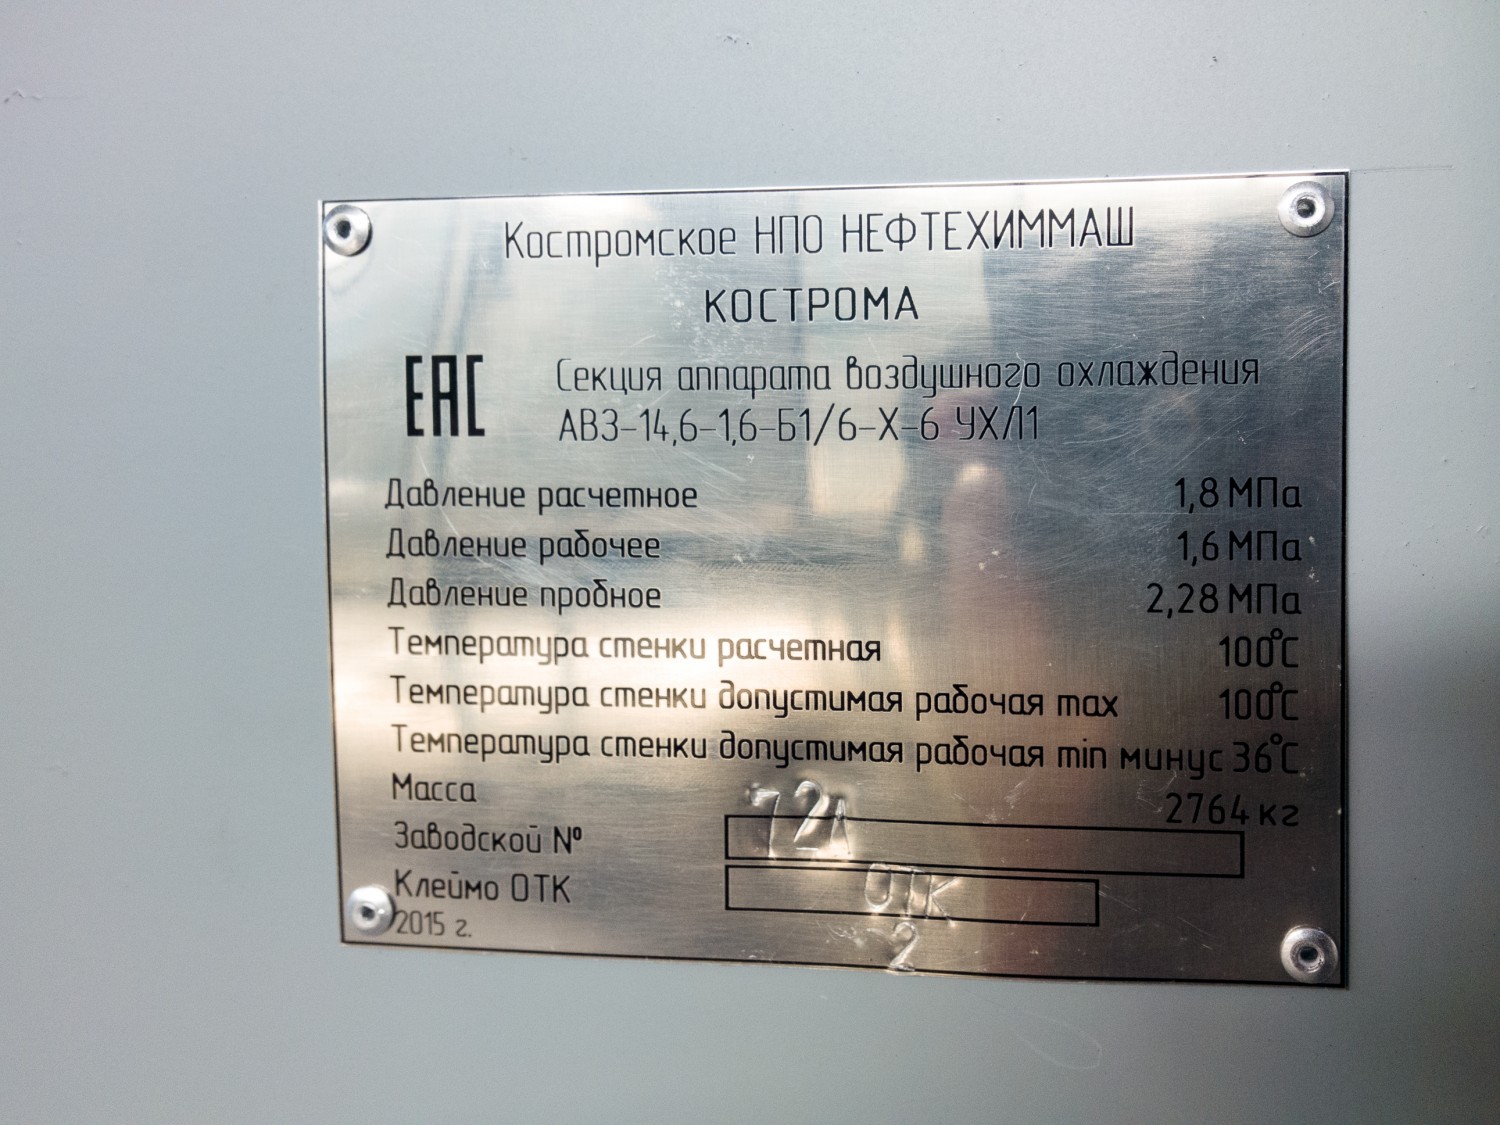 Костромское НПО НЕФТЕХИММАШ
КОСТРОМА
ЕАС
Секция аппарата воздушного охлаждения
АВЗ-14,6-1,6-Б1/6-Х-6 УХЛ1
Давление расчетное 1,8 МПа
Давление рабочее 1,6 МПа
Давление пробное 2,28 МПа
Температура стенки расчетная 100°С
Температура стенки допустимая рабочая max 100°С
Температура стенки допустимая рабочая min минус 36°С
Масса 2764 кг
Заводской № 72А
Клеймо ОТК ОТК
2
2015 г.